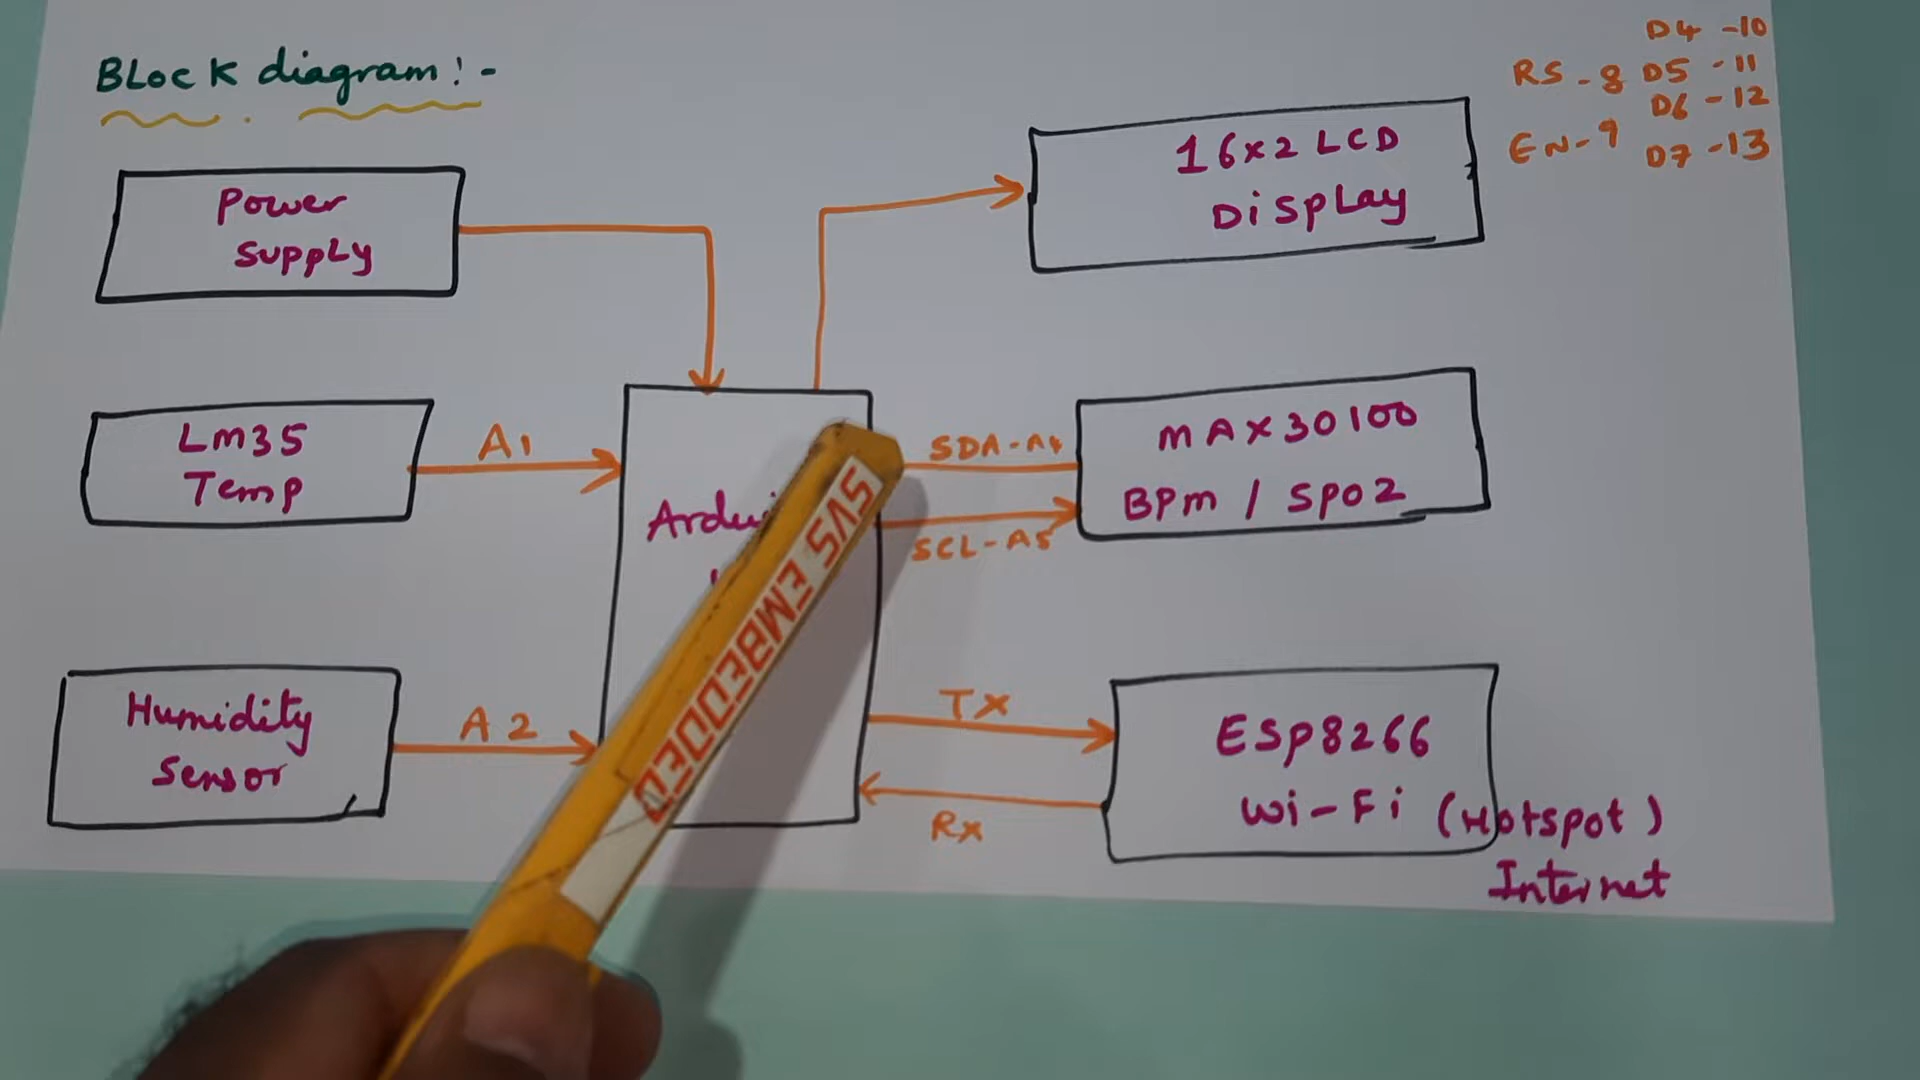 BLock diagram:-
Power
Supply
16x2 LCD
Display
D4 -10
RS - 8 D5 -11
D6 -12
EN - 9 D7 -13
LM35
Temp
A1
SDA-A4
SCL-A5
MAX30100
BPm / SpO2
Humidity
Sensor
A2
TX
RX
ESp8266
Wi-Fi (Hotspot)
Internet
SVS EMBEDDED